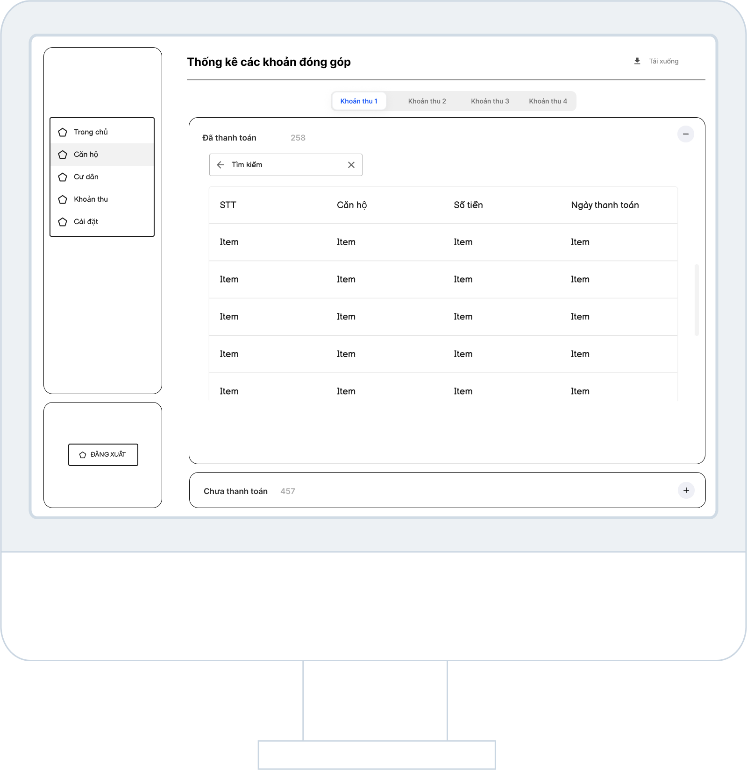 Thống kê các khoản đóng góp
Tải xuống
Khoản thu 1 Khoản thu 2 Khoản thu 3 Khoản thu 4
Trang chủ
Căn hộ
Cư dân
Khoản thu
Cài đặt
ĐĂNG XUẤT
Đã thanh toán 258
Tìm kiếm
STT Căn hộ Số tiền Ngày thanh toán
Item Item Item Item
Item Item Item Item
Item Item Item Item
Item Item Item Item
Item Item Item Item
Chưa thanh toán 457